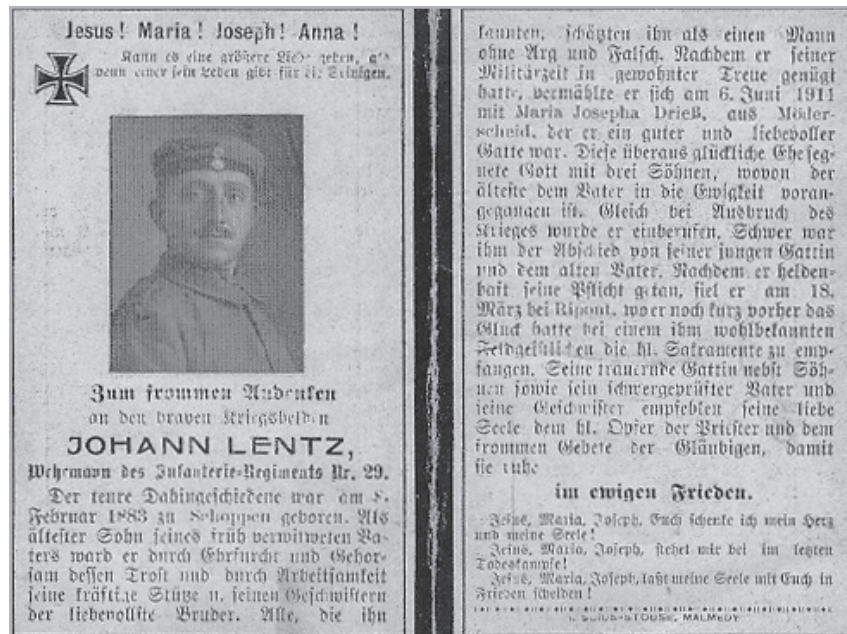 Jesus! Maria! Joseph! Anna!
Kann es eine größere Liebe geben, als
wenn einer sein Leben gibt für die Seinigen.
Zum frommen Andenken
an den braven Kriegshelden
JOHANN LENTZ,
Wehrmann des Infanterie-Regiments Nr. 29.
Der teure Dahingeschiedene war am 8.
Februar 1883 zu Schoppen geboren. Als
ältester Sohn seines früh verwitweten Va-
ters ward er durch Ehrfurcht und Gehor-
sam dessen Trost und durch Arbeitsamkeit
seine kräftige Stütze u. seinen Geschwistern
der liebevollste Bruder. Alle, die ihn
kannten, schätzten ihn als einen Mann
ohne Arg und Falsch. Nachdem er seiner
Militärzeit in gewohnter Treue genügt
hatte, vermählte er sich am 6. Juni 1911
mit Maria Josepha Drieß, aus Möder-
scheid, der er ein guter und liebevoller
Gatte war. Diese überaus glückliche Ehe seg-
nete Gott mit drei Söhnen, wovon der
älteste dem Vater in die Ewigkeit voran-
gegangen ist. Gleich bei Ausbruch des
Krieges wurde er einberufen. Schwer war
ihm der Abschied von seiner jungen Gattin
und dem alten Vater. Nachdem er helden-
haft seine Pflicht getan, fiel er am 18.
März bei Ripont, wo er noch kurz vorher das
Glück hatte bei einem ihm wohlbekannten
Feldgeistlichen die hl. Sakramente zu emp-
fangen. Seine trauernde Gattin nebst Söh-
nen sowie sein schwergeprüfter Vater und
seine Geschwister empfehlen seine liebe
Seele dem hl. Opfer der Priester und dem
frommen Gebete der Gläubigen, damit
sie ruhe
im ewigen Frieden.
Jesus, Maria, Joseph, Euch schenke ich mein Herz
und meine Seele!
Jesus, Maria, Joseph, stehet mir bei im letzten
Todeskampfe!
Jesus, Maria, Joseph, laßt meine Seele mit Euch in
Frieden scheiden!
MALMEDY